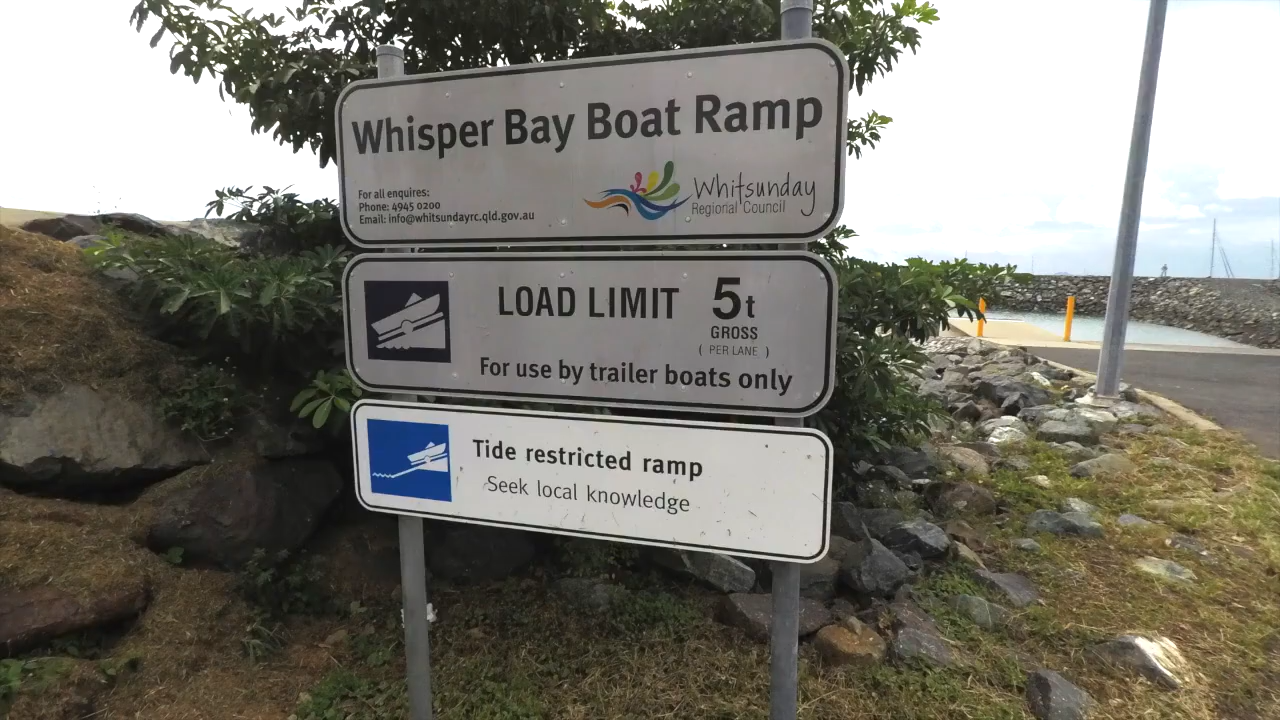 Whisper Bay Boat Ramp
For all enquires:
Phone: 4945 0200
Email: info@whitsundayrc.qld.gov.au
Whitsunday
Regional Council
LOAD LIMIT 5t
GROSS
( PER LANE )
For use by trailer boats only
Tide restricted ramp
Seek local knowledge